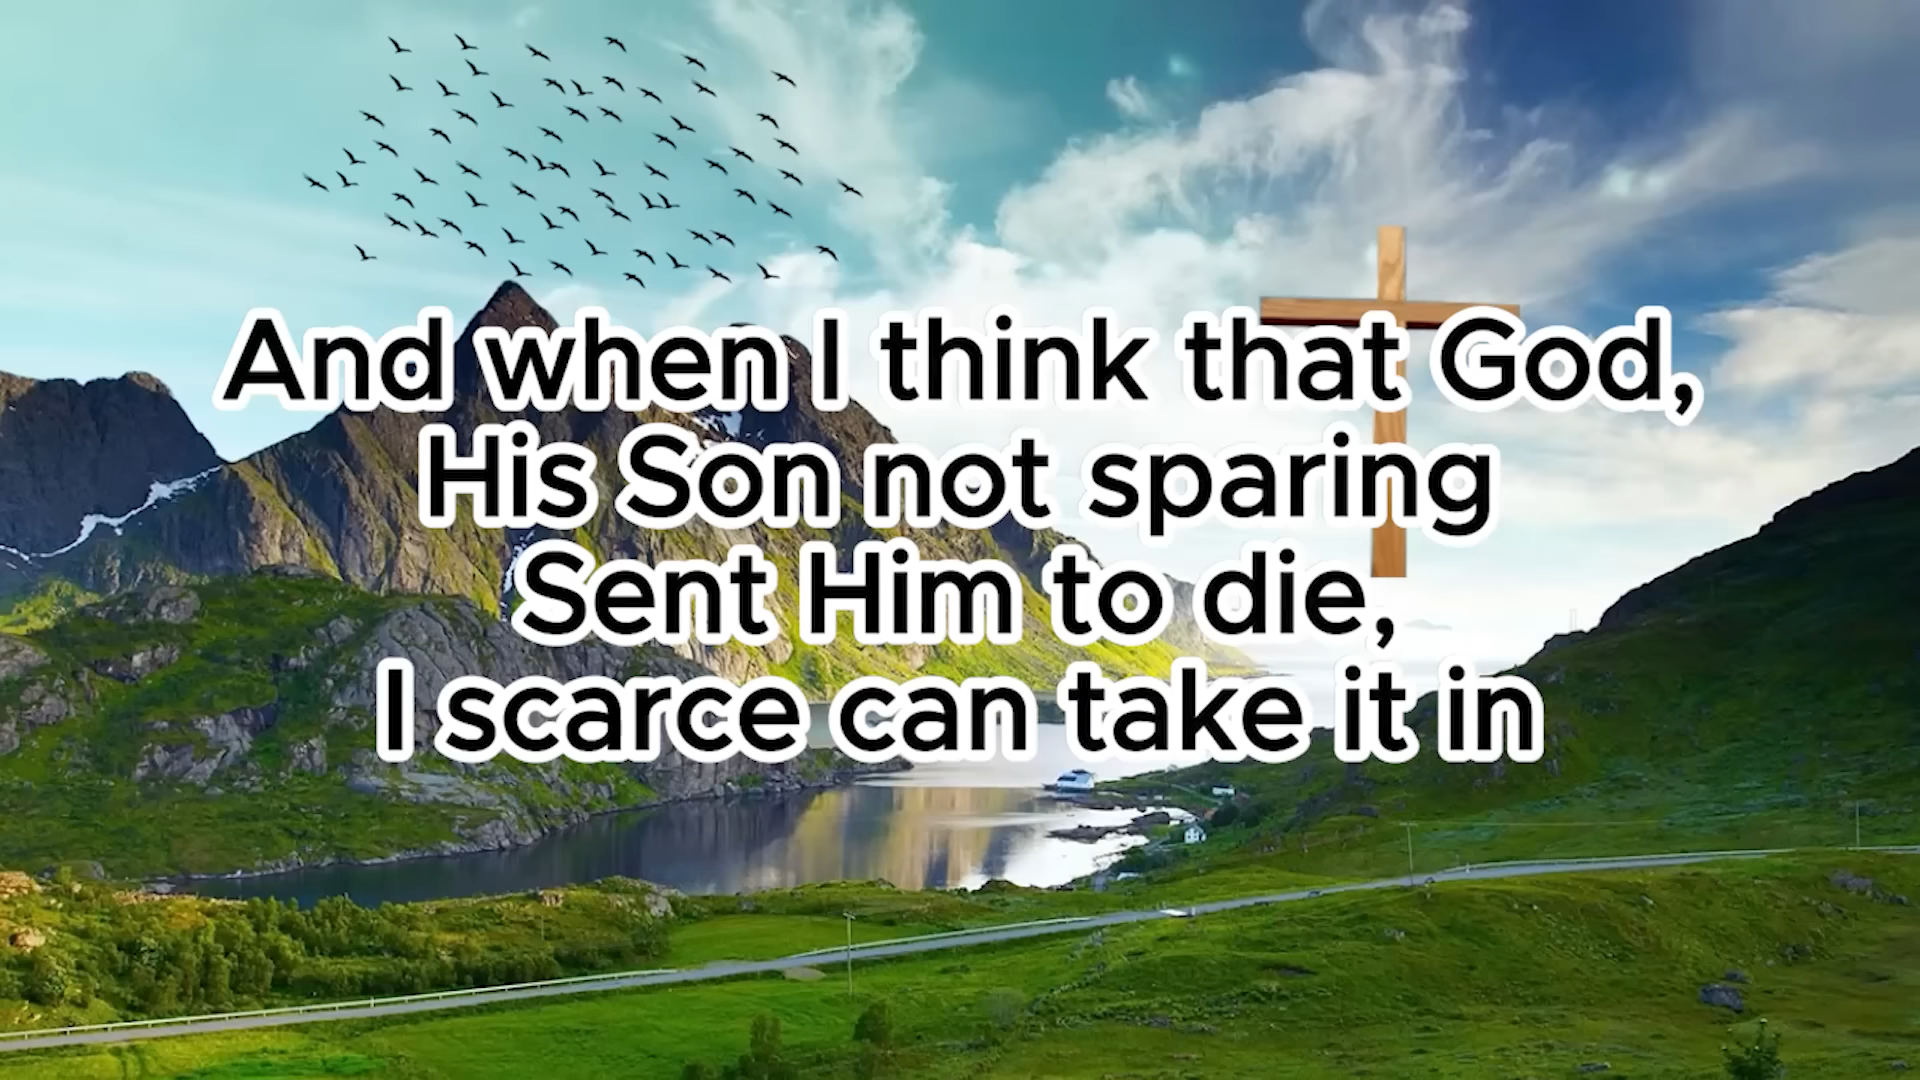 And when I think that God,
His Son not sparing
Sent Him to die,
I scarce can take it in